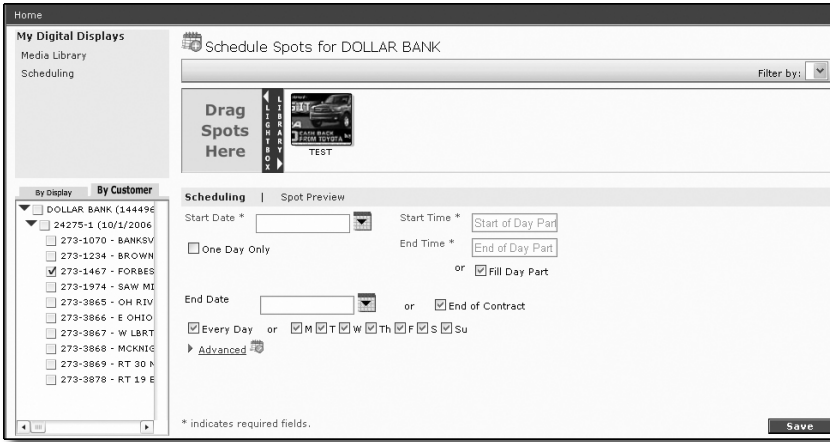 Home
My Digital Displays
Media Library
Scheduling
Schedule Spots for DOLLAR BANK
Filter by:
Drag
Spots
Here
LIGHTBOX
LIBRARY
CASH BACK
FROM TOYOTA
TEST
By Display
By Customer
DOLLAR BANK (144496
24275-1 (10/1/2006
273-1070 - BANKSV
273-1234 - BROWN
273-1467 - FORBES
273-1974 - SAW MI
273-3865 - OH RIV
273-3866 - E OHIO
273-3867 - W LBRT
273-3868 - MCKNIG
273-3869 - RT 30 N
273-3878 - RT 19 E
Scheduling | Spot Preview
Start Date *
Start Time * Start of Day Part
One Day Only
End Time * End of Day Part
or Fill Day Part
End Date or End of Contract
Every Day or M T W Th F S Su
Advanced
* indicates required fields.
Save